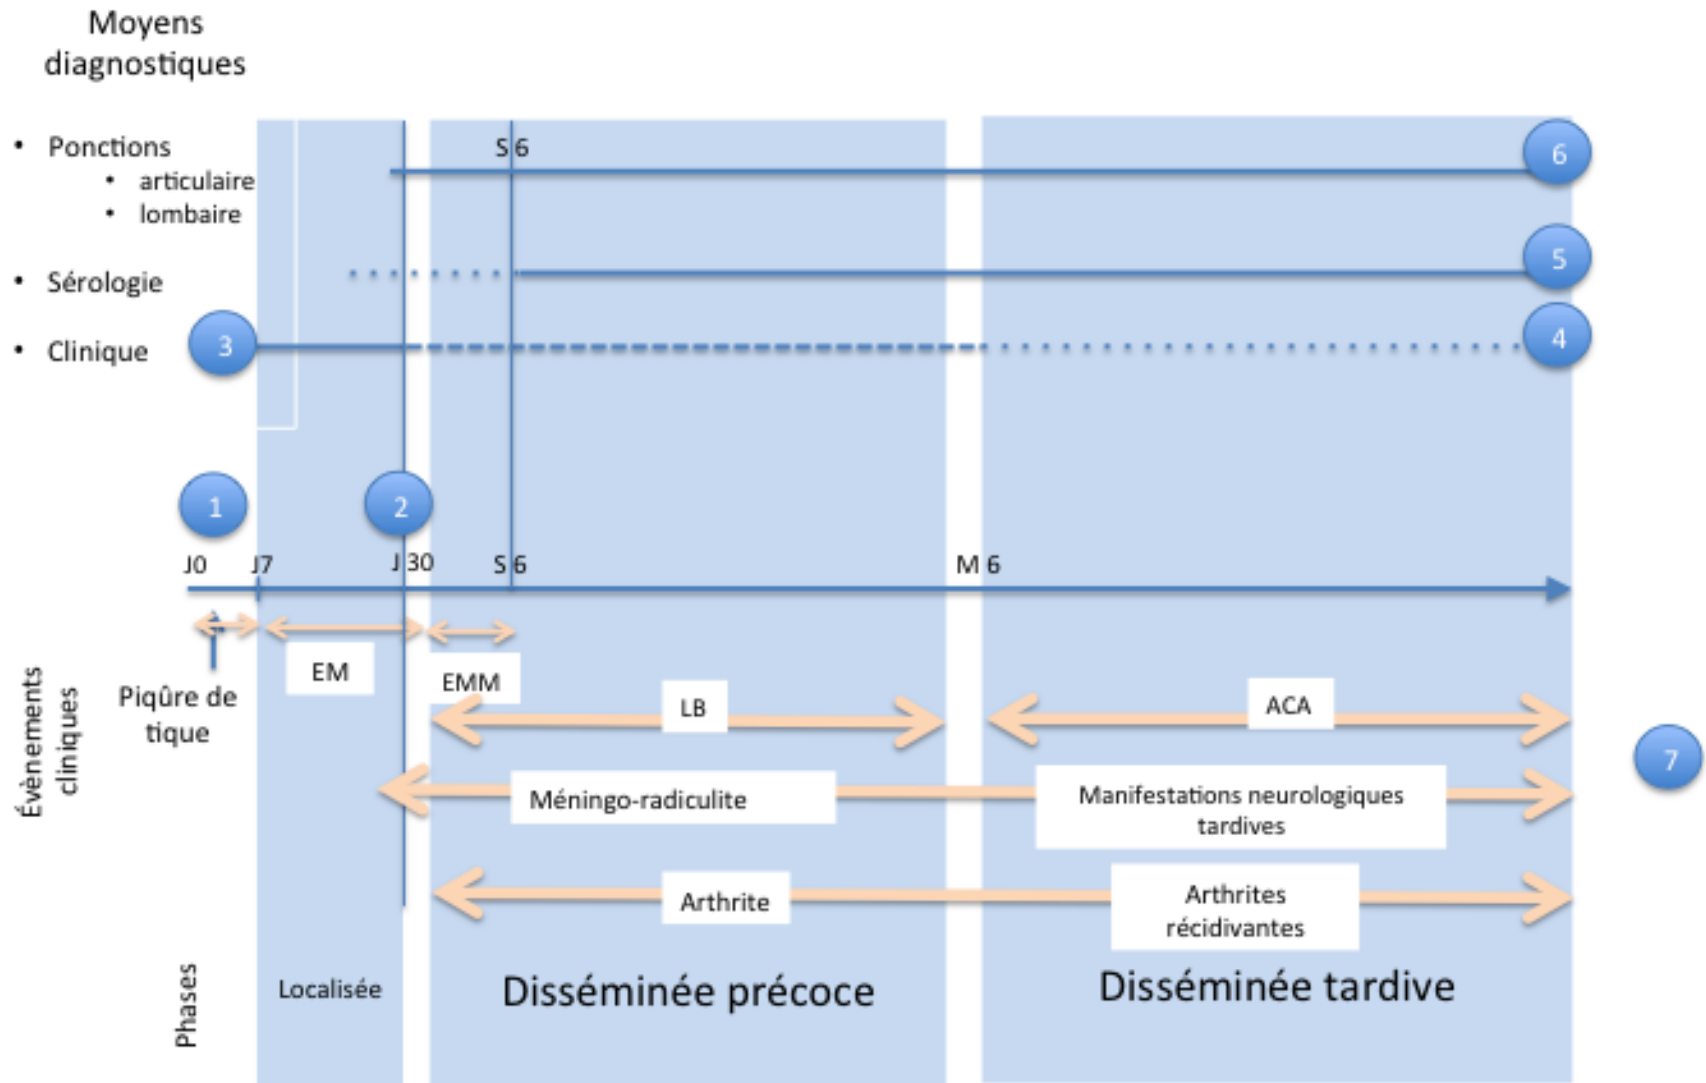 Moyens
diagnostiques
• Ponctions
• articulaire
• lombaire
• Sérologie
• Clinique
S 6
6
5
3
4
1
2
J0
J7
J 30
S 6
M 6
Évènements
cliniques
Piqûre de
tique
EM
EMM
LB
ACA
7
Méningo-radiculite
Manifestations neurologiques
tardives
Arthrite
Arthrites
récidivantes
Phases
Localisée
Disséminée précoce
Disséminée tardive